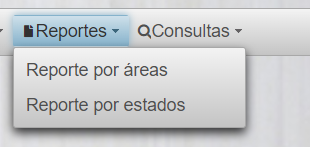 Reportes Consultas
Reporte por áreas
Reporte por estados